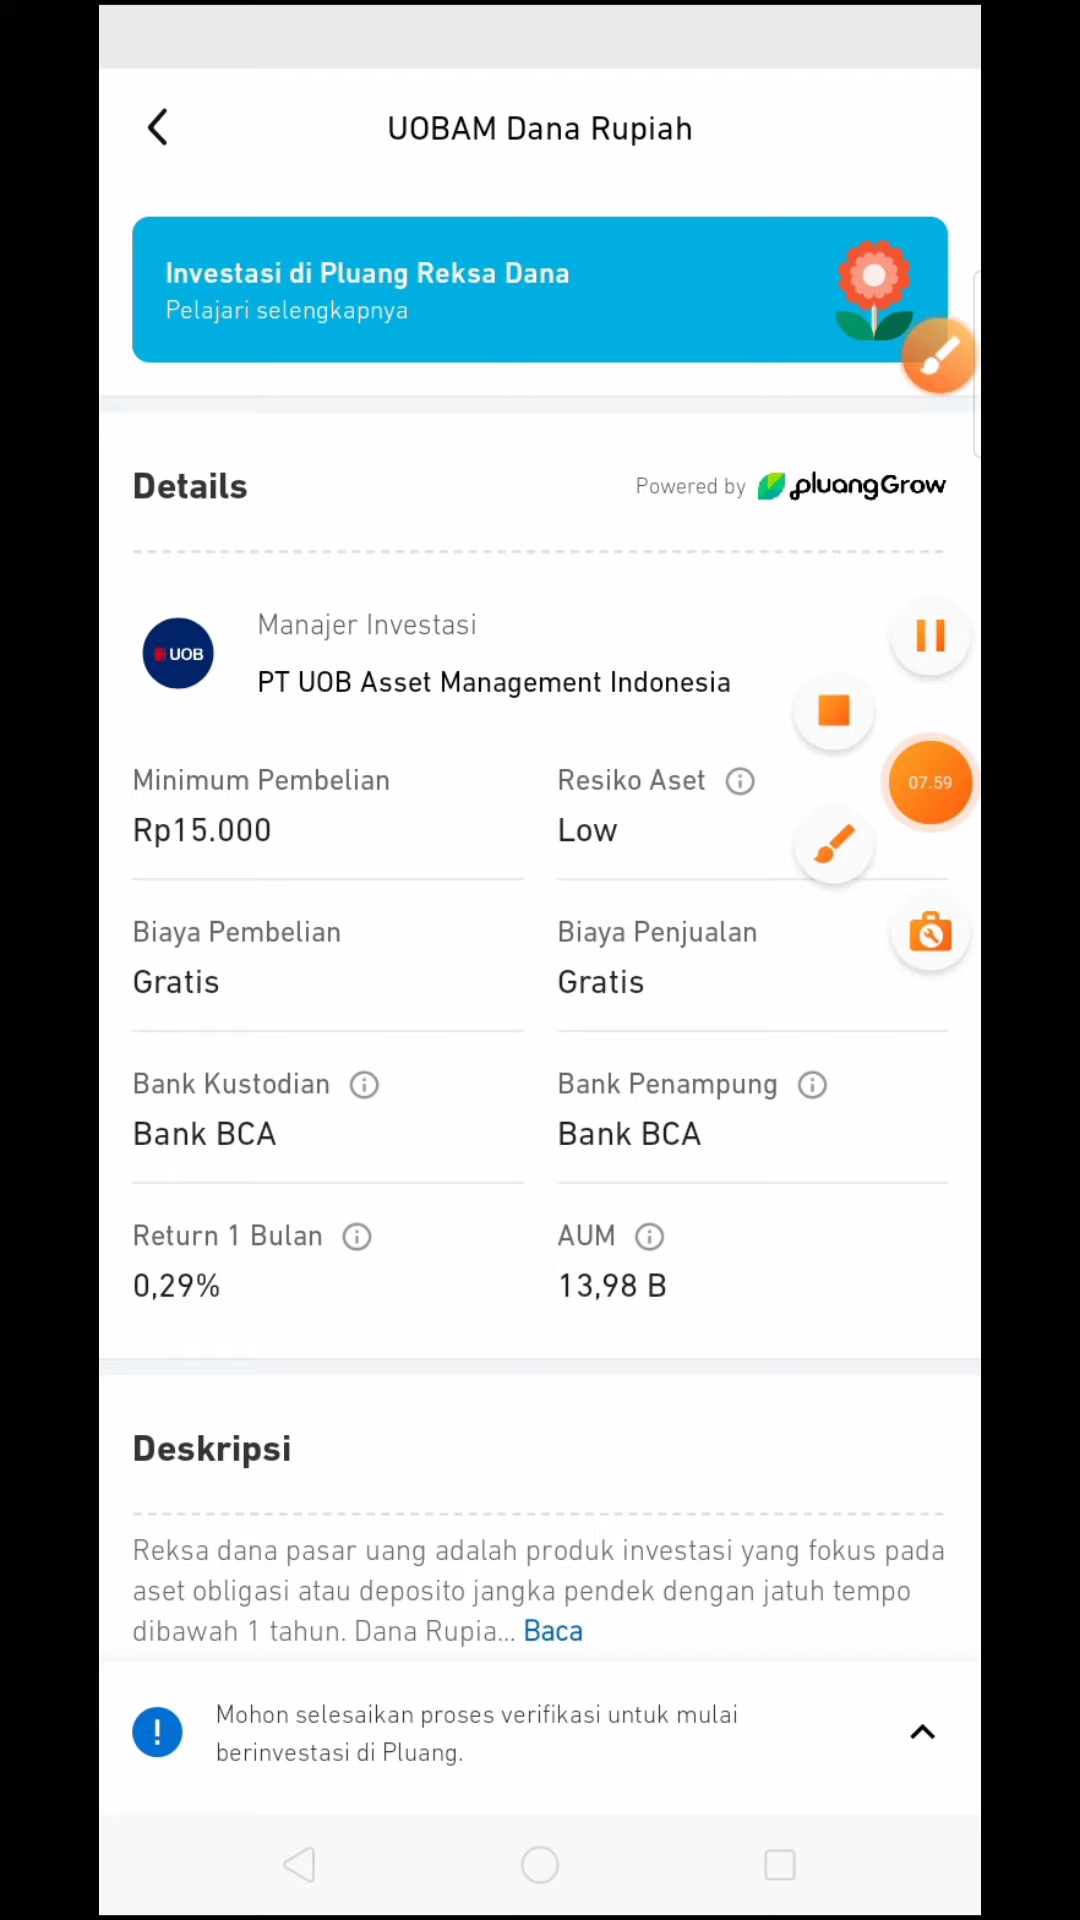 UOBAM Dana Rupiah
Investasi di Pluang Reksa Dana
Pelajari selengkapnya
Details
Powered by pluang Grow
Manajer Investasi
UOB
PT UOB Asset Management Indonesia
Minimum Pembelian
Rp15.000
Resiko Aset
Low
07.59
Biaya Pembelian
Gratis
Biaya Penjualan
Gratis
Bank Kustodian
Bank BCA
Bank Penampung
Bank BCA
Return 1 Bulan
0,29%
AUM
13,98 B
Deskripsi
Reksa dana pasar uang adalah produk investasi yang fokus pada
aset obligasi atau deposito jangka pendek dengan jatuh tempo
dibawah 1 tahun. Dana Rupia... Baca
Mohon selesaikan proses verifikasi untuk mulai
berinvestasi di Pluang.